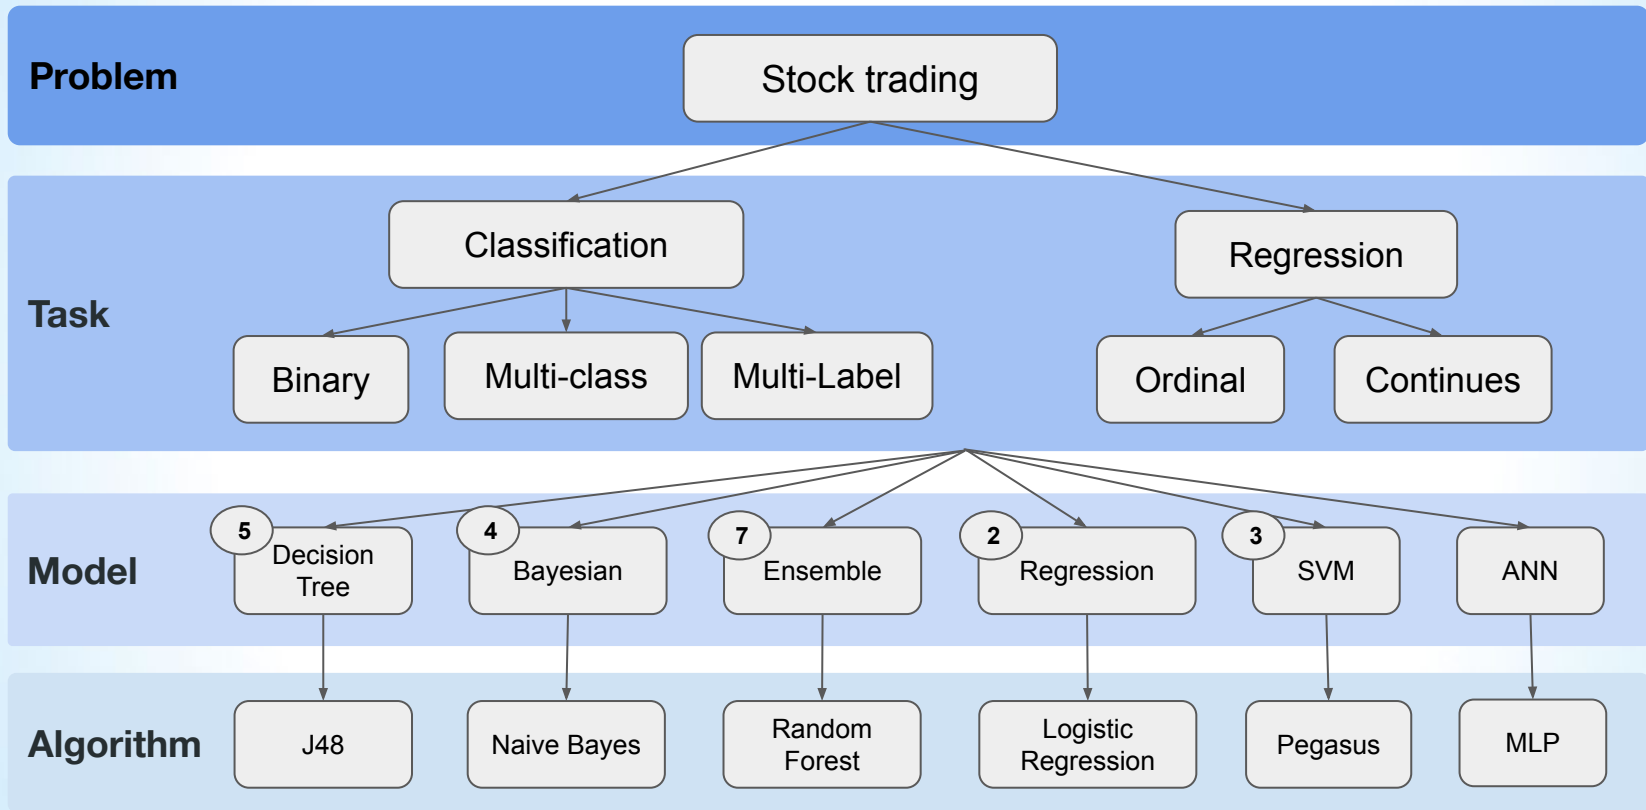 Problem
Stock trading
Task
Classification
Regression
Binary
Multi-class
Multi-Label
Ordinal
Continues
Model
5
Decision
Tree
4
Bayesian
7
Ensemble
2
Regression
3
SVM
ANN
Algorithm
J48
Naive Bayes
Random
Forest
Logistic
Regression
Pegasus
MLP